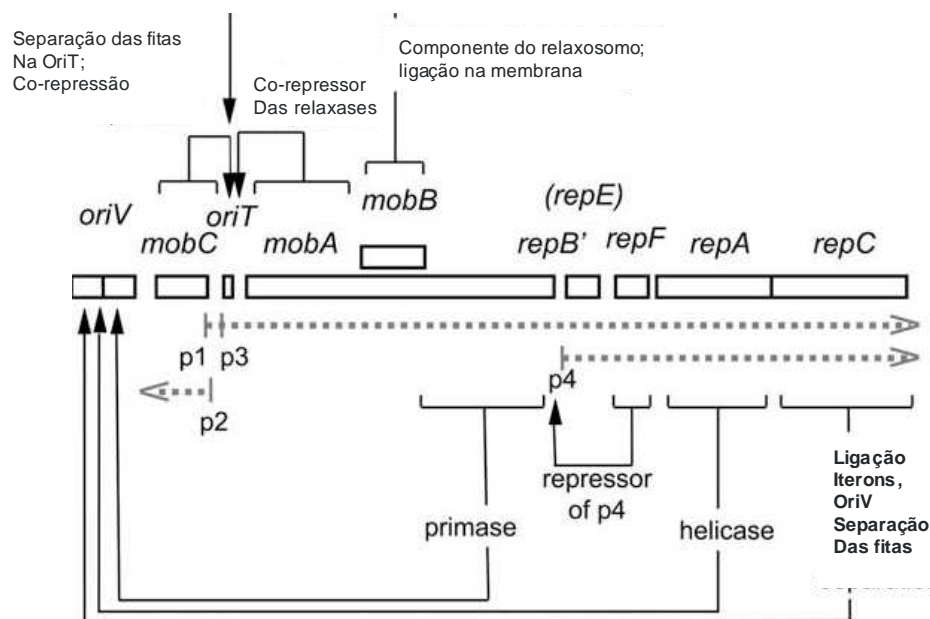 Separação das fitas
Na OriT;
Co-repressão
Componente do relaxosomo;
ligação na membrana
Co-repressor
Das relaxases
mobB
(repE)
oriV
oriT
mobC
mobA
repB’
repF
repA
repC
p1
p3
p4
p2
repressor
of p4
primase
helicase
Ligação
Iterons,
OriV
Separação
Das fitas